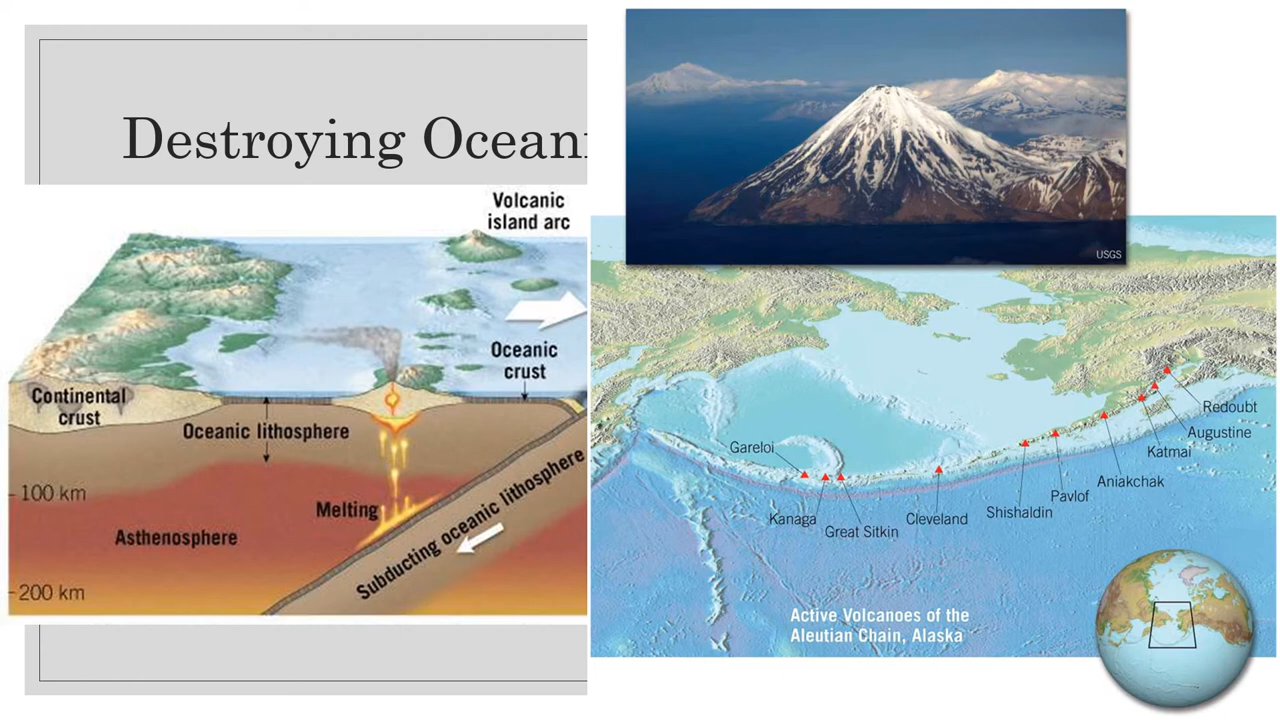 Destroying Oceani
Volcanic
island arc
Oceanic
crust
Continental
crust
Oceanic lithosphere
100 km
Melting
Asthenosphere
Subducting oceanic lithosphere
200 km
USGS
Redoubt
Augustine
Katmai
Gareloi
Aniakchak
Pavlof
Shishaldin
Kanaga
Cleveland
Great Sitkin
Active Volcanoes of the
Aleutian Chain, Alaska